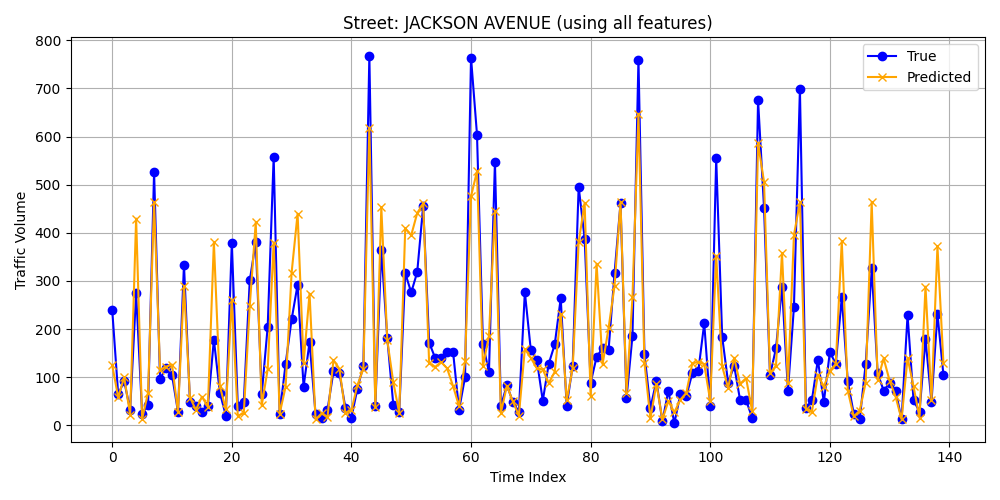 Street: JACKSON AVENUE (using all features)
800
700
600
500
400
300
200
100
0
Traffic Volume
True
Predicted
0 20 40 60 80 100 120 140
Time Index